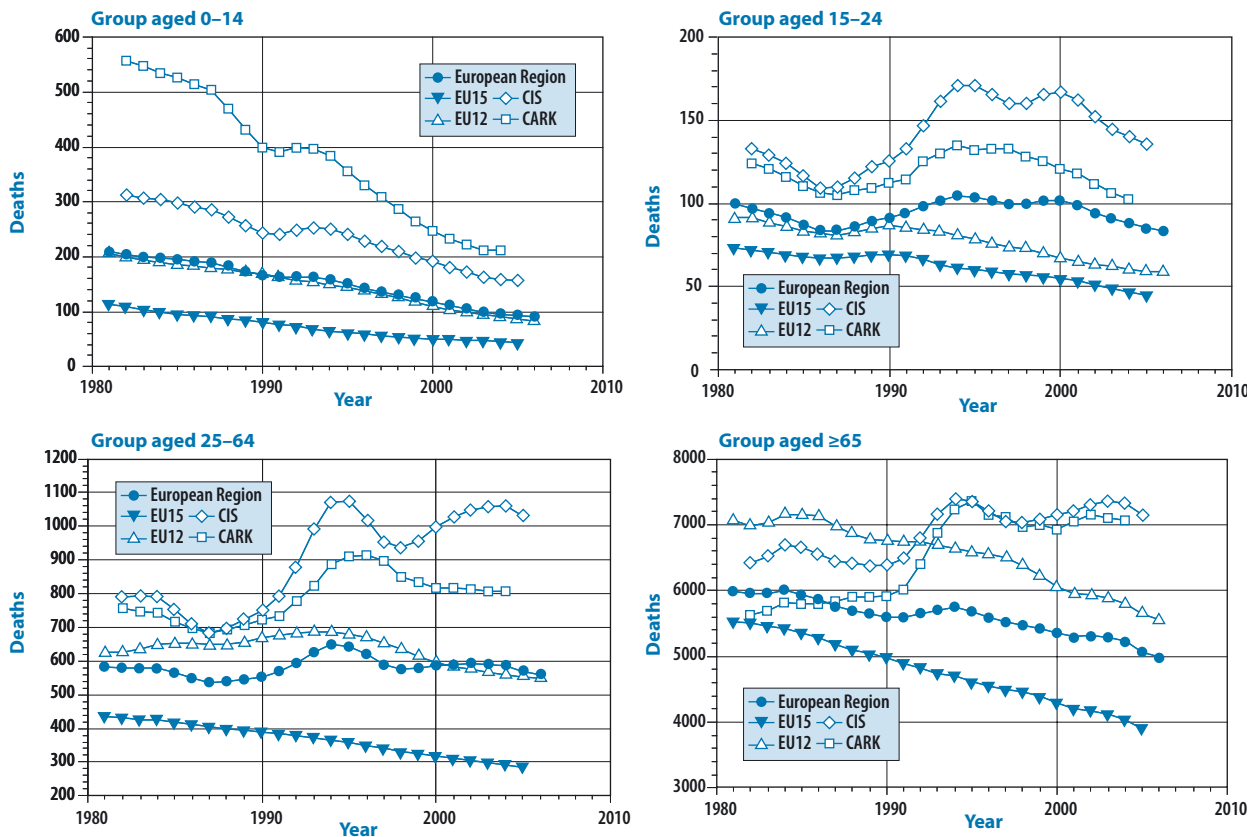 Group aged 0–14
600
500
400
300
200
100
0
Deaths
European Region
EU15 CIS
EU12 CARK
1980 1990 2000 2010
Year
Group aged 15–24
200
150
100
50
0
Deaths
European Region
EU15 CIS
EU12 CARK
1980 1990 2000 2010
Year
Group aged 25–64
1200
1100
1000
900
800
700
600
500
400
300
200
Deaths
European Region
EU15 CIS
EU12 CARK
1980 1990 2000 2010
Year
Group aged ≥65
8000
7000
6000
5000
4000
3000
Deaths
European Region
EU15 CIS
EU12 CARK
1980 1990 2000 2010
Year